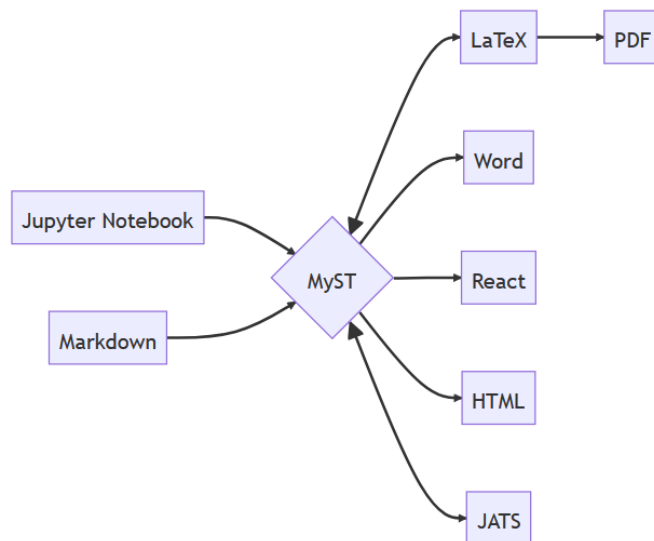 LaTeX
PDF
Word
Jupyter Notebook
MyST
React
Markdown
HTML
JATS